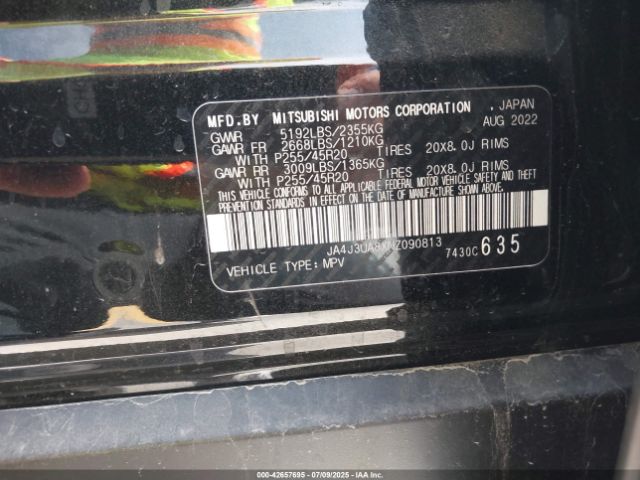 MFD.BY MITSUBISHI MOTORS CORPORATION , JAPAN
GVWR 5192LBS/2355KG AUG 2022
GAWR FR 2668LBS/1210KG
WITH P255/45R20 TIRES 20X8.0J RIMS
GAWR RR 3009LBS/1365KG
WITH P255/45R20 TIRES 20X8.0J RIMS
THIS VEHICLE CONFORMS TO ALL APPLICABLE FEDERAL MOTOR VEHICLE SAFETY AND THEFT
PREVENTION STANDARDS IN EFFECT ON THE DATE OF MANUFACTURE SHOWN ABOVE.
JA4J3UA8XNZ090813 7430C 635
VEHICLE TYPE: MPV
000-42657695 07/09/2025 IAAI.COM